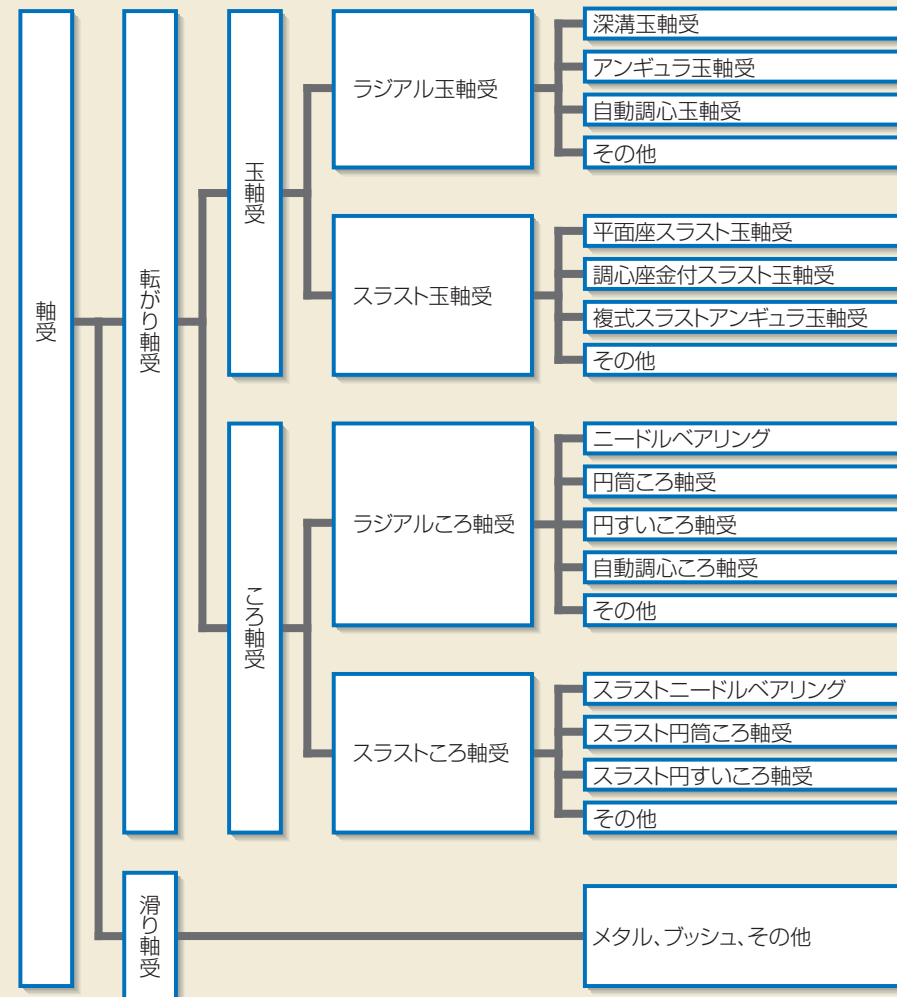 軸受
転がり軸受
玉軸受
ラジアル玉軸受
深溝玉軸受
アンギュラ玉軸受
自動調心玉軸受
その他
スラスト玉軸受
平面座スラスト玉軸受
調心座金付スラスト玉軸受
複式スラストアンギュラ玉軸受
その他
ころ軸受
ラジアルころ軸受
ニードルベアリング
円筒ころ軸受
円すいころ軸受
自動調心ころ軸受
その他
スラストころ軸受
スラストニードルベアリング
スラスト円筒ころ軸受
スラスト円すいころ軸受
その他
滑り軸受
メタル、ブッシュ、その他